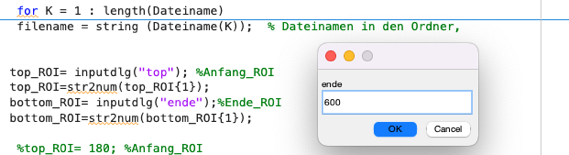 for K = 1 : length(Dateiname)
filename = string (Dateiname(K));  % Dateinamen in den Ordner,
top_ROI= inputdlg("top"); %Anfang_ROI
top_ROI=str2num(top_ROI{1});
bottom_ROI= inputdlg("ende");%Ende_ROI
bottom_ROI=str2num(bottom_ROI{1});
%top_ROI= 180; %Anfang_ROI
ende
600
OK Cancel